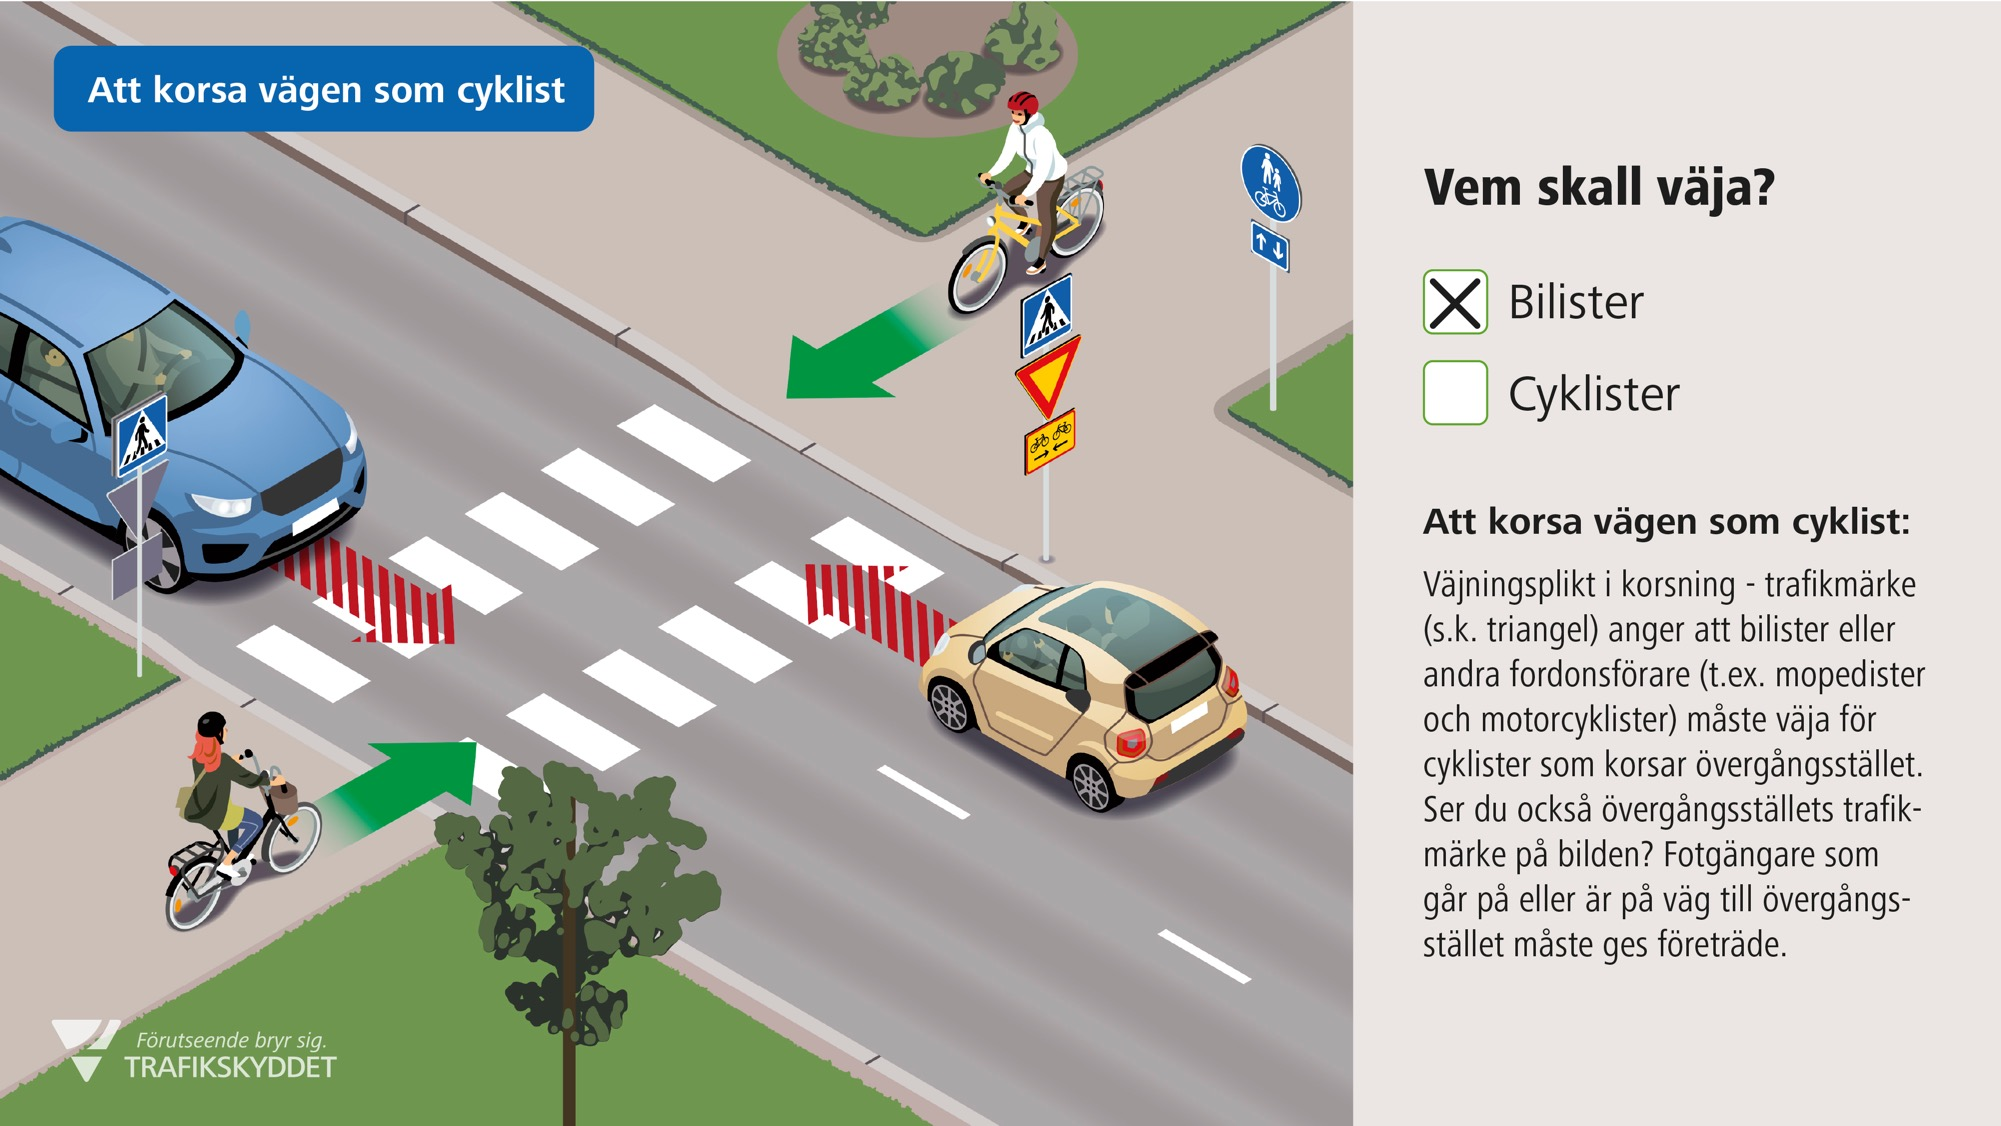 Att korsa vägen som cyklist
Vem skall väja?
Bilister
Cyklister
Att korsa vägen som cyklist:
Väjningsplikt i korsning - trafikmärke
(s.k. triangel) anger att bilister eller
andra fordonsförare (t.ex. mopedister
och motorcyklister) måste väja för
cyklister som korsar övergångsstället.
Ser du också övergångsställets trafik-
märke på bilden? Fotgängare som
går på eller är på väg till övergångs-
stället måste ges företräde.
Förutseende bryr sig.
TRAFIKSKYDDET